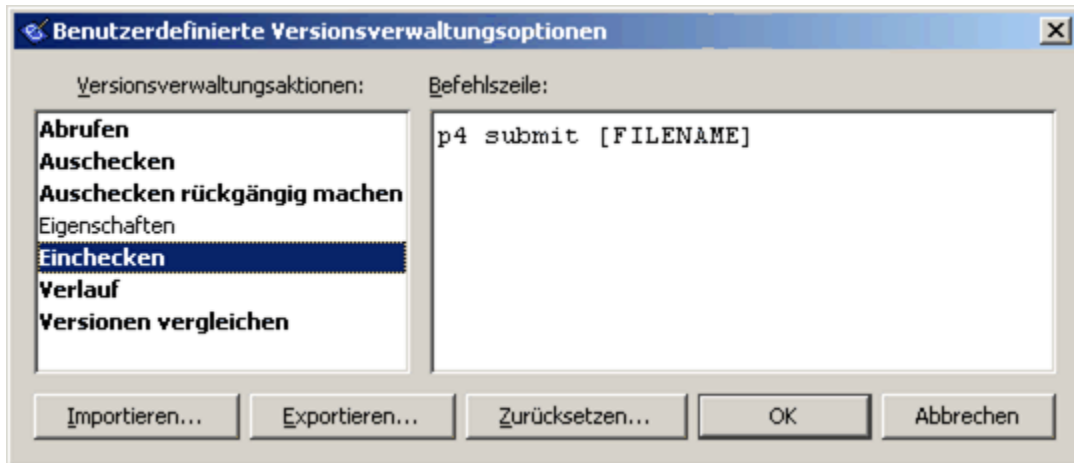 Benutzerdefinierte Versionsverwaltungsoptionen
Versionsverwaltungsaktionen:
Befehlszeile:
Abrufen
Auschecken
Auschecken rückgängig machen
Eigenschaften
Einchecken
Verlauf
Versionen vergleichen
p4 submit [FILENAME]
Importieren...
Exportieren...
Zurücksetzen...
OK
Abbrechen